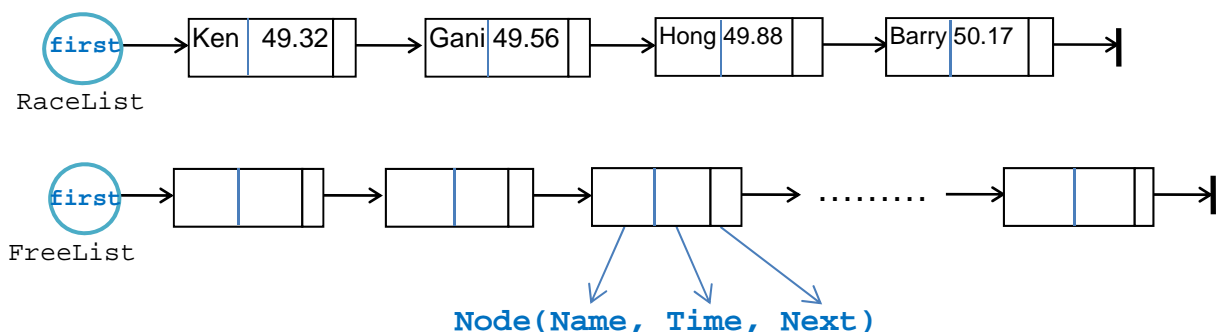 first
Ken 49.32
Gani 49.56
Hong 49.88
Barry 50.17
RaceList
first
.........
FreeList
Node(Name, Time, Next)